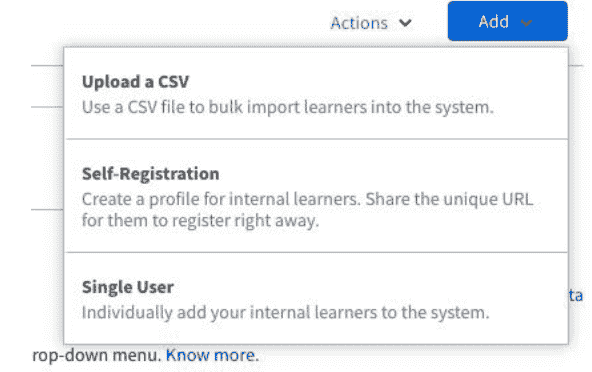 Actions Add
Upload a CSV
Use a CSV file to bulk import learners into the system.
Self-Registration
Create a profile for internal learners. Share the unique URL
for them to register right away.
Single User
ta
Individually add your internal learners to the system.
rop-down menu. Know more.